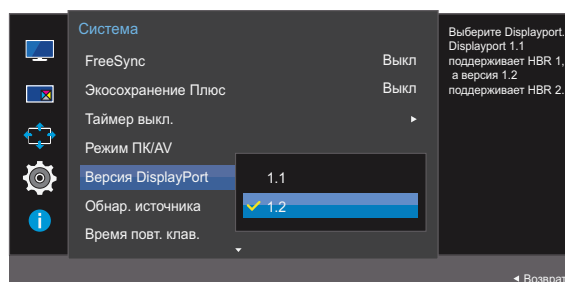 Система
FreeSync Выкл
Экосохранение Плюс Выкл
Таймер выкл.
Режим ПК/AV
Версия DisplayPort
1.1
1.2
Обнар. источника
Время повт. клав.
Выберите Displayport.
Displayport 1.1
поддерживает HBR 1,
а версия 1.2
поддерживает HBR 2.
Возврат